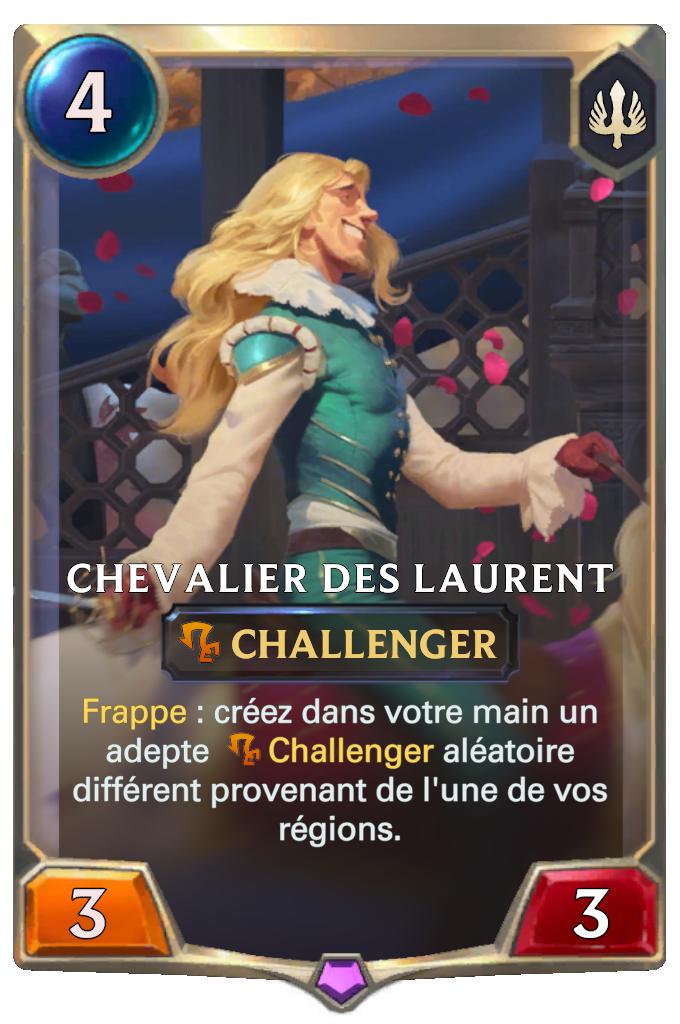 4
CHEVALIER DES LAURENT
CHALLENGER
Frappe : créez dans votre main un
adepte Challenger aléatoire
différent provenant de l'une de vos
régions.
3
3